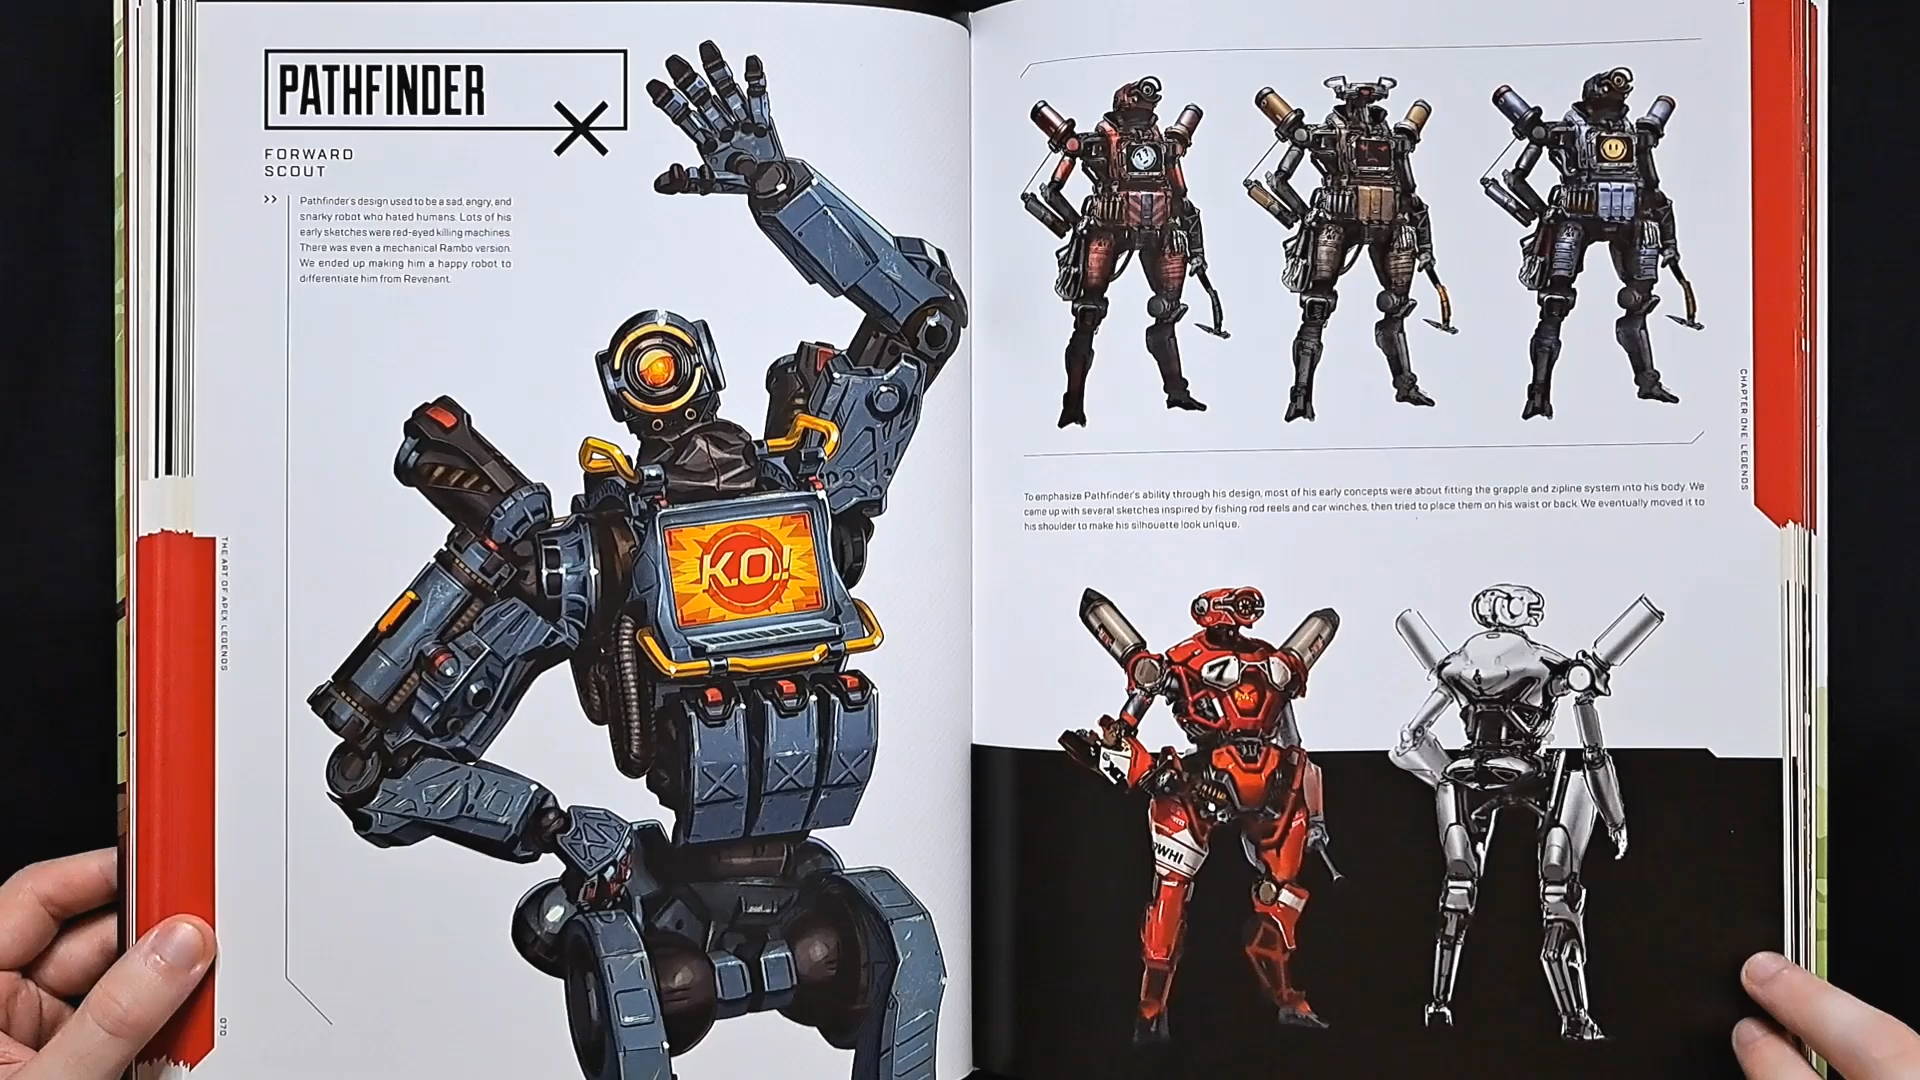 PATHFINDER
FORWARD
SCOUT
Pathfinder's design used to be a sad, angry, and
snarky robot who hated humans. Lots of his
early sketches were red-eyed killing machines.
There was even a mechanical Rambo version.
We ended up making him a happy robot to
differentiate him from Revenant.
K.O.!
THE ART OF APEX LEGENDS
070
CHAPTER ONE: LEGENDS
To emphasize Pathfinder's ability through his design, most of his early concepts were about fitting the grapple and zipline system into his body. We
came up with several sketches inspired by fishing rod reels and car winches, then tried to place them on his waist or back. We eventually moved it to
his shoulder to make his silhouette look unique.
7